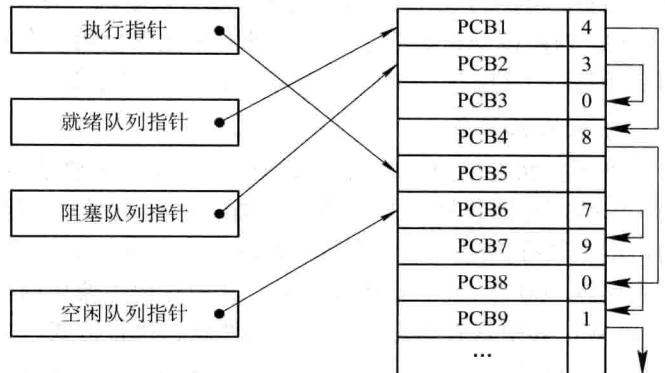 执行指针
就绪队列指针
阻塞队列指针
空闲队列指针
PCB1 4
PCB2 3
PCB3 0
PCB4 8
PCB5
PCB6 7
PCB7 9
PCB8 0
PCB9 1
…